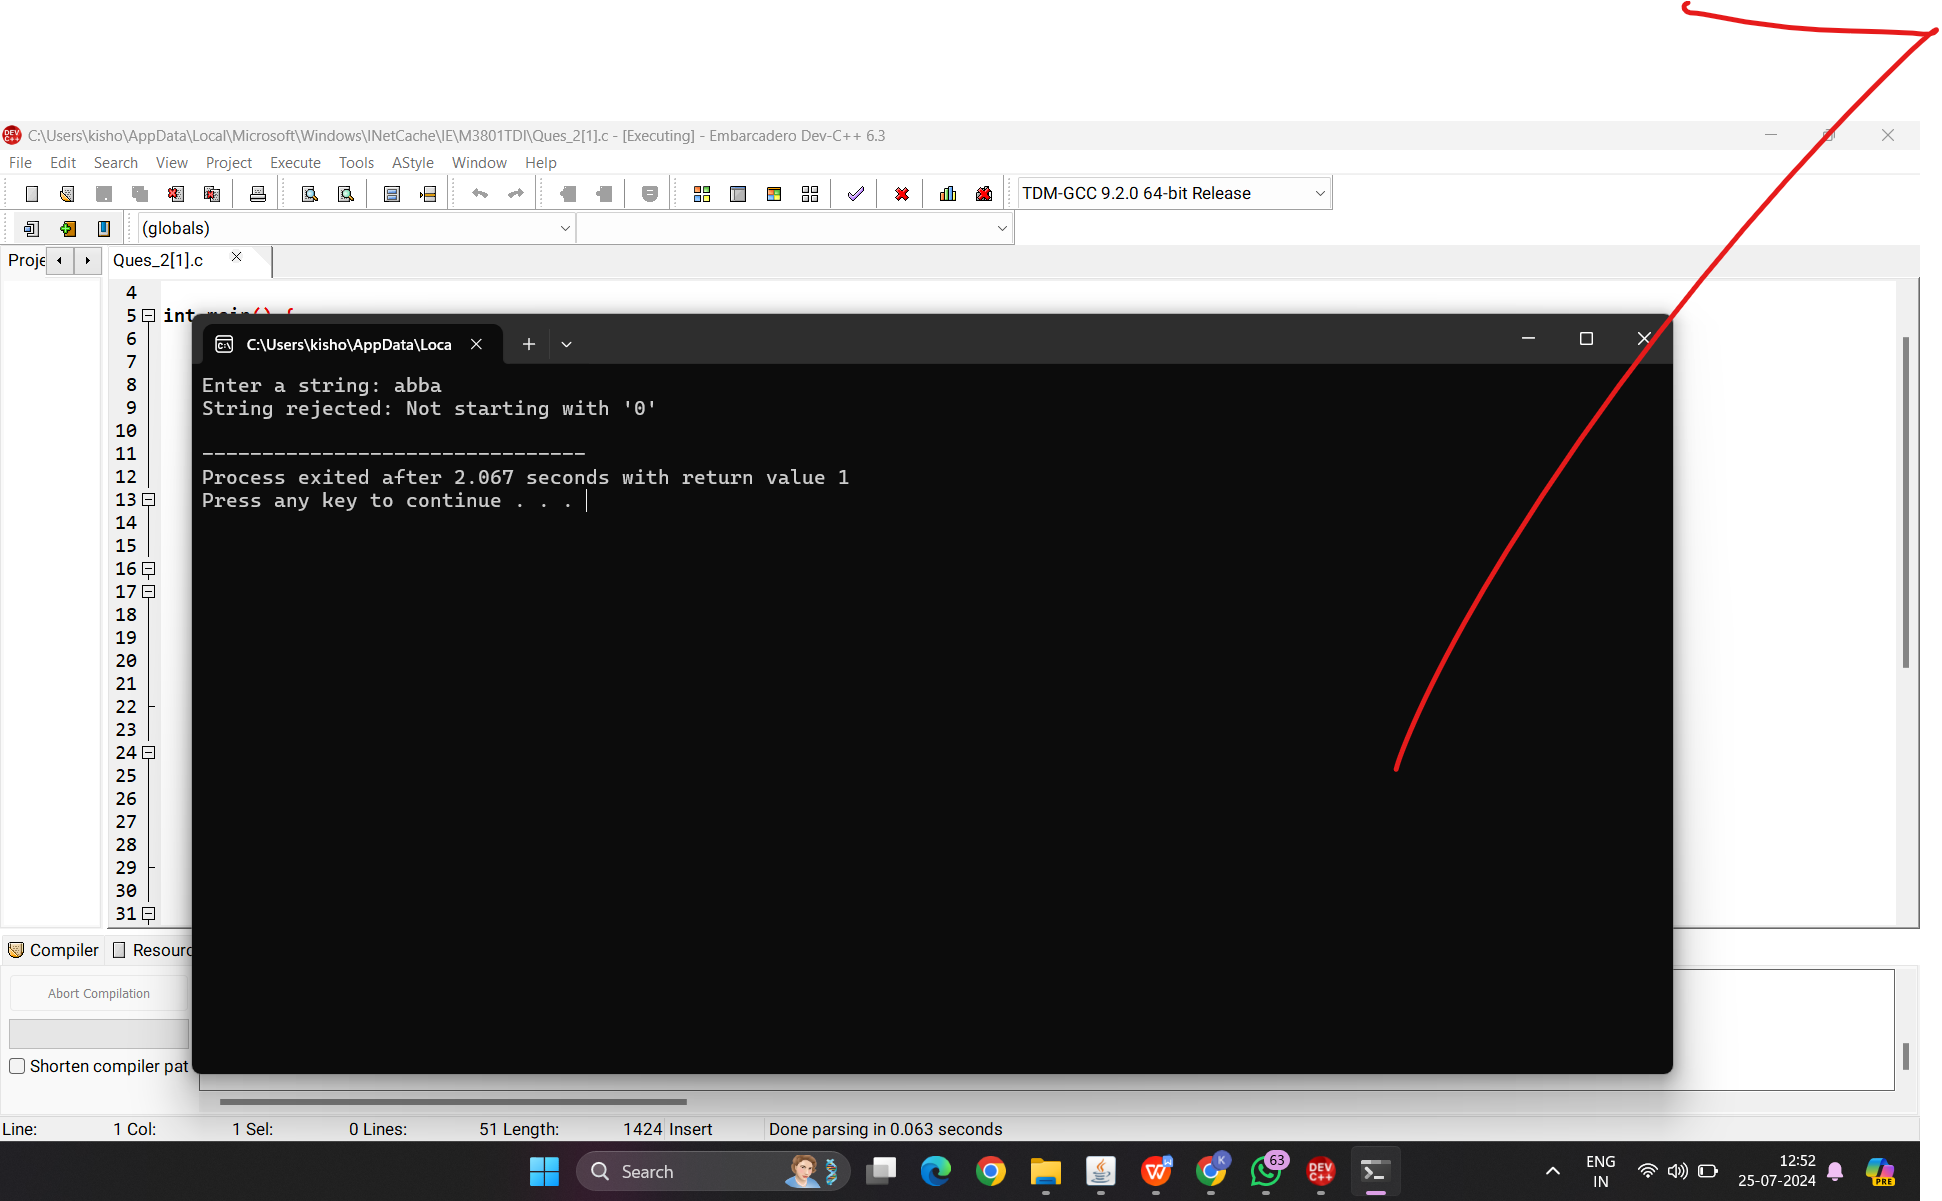 C:\Users\kisho\AppData\Local\Microsoft\Windows\INetCache\IE\M3801TDI\Ques_2[1].c - [Executing] - Embarcadero Dev-C++ 6.3
File Edit Search View Project Execute Tools AStyle Window Help
TDM-GCC 9.2.0 64-bit Release
(globals)
Proje Ques_2[1].c
4
5 int main() {
6
7
8
9
10
11
12
13
14
15
16
17
18
19
20
21
22
23
24
25
26
27
28
29
30
31
C:\Users\kisho\AppData\Loca
Enter a string: abba
String rejected: Not starting with '0'
--------------------------------
Process exited after 2.067 seconds with return value 1
Press any key to continue . . .
Compiler Resourc
Abort Compilation
Shorten compiler pat
Line: 1 Col: 1 Sel: 0 Lines: 51 Length: 1424 Insert Done parsing in 0.063 seconds
Search
63
K
W
DEV C++
ENG
IN
12:52
25-07-2024
PRE